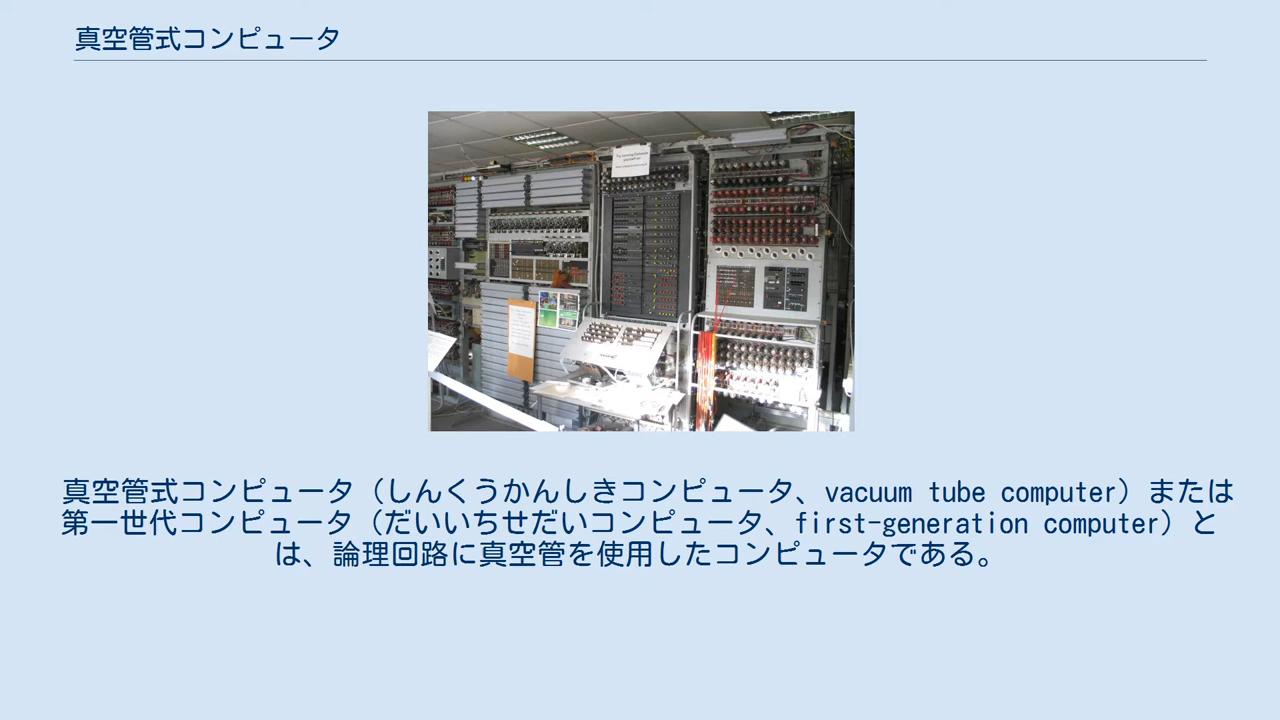 真空管式コンピュータ
真空管式コンピュータ（しんくうかんしきコンピュータ、vacuum tube computer）または
第一世代コンピュータ（だいいちせだいコンピュータ、first-generation computer）と
は、論理回路に真空管を使用したコンピュータである。